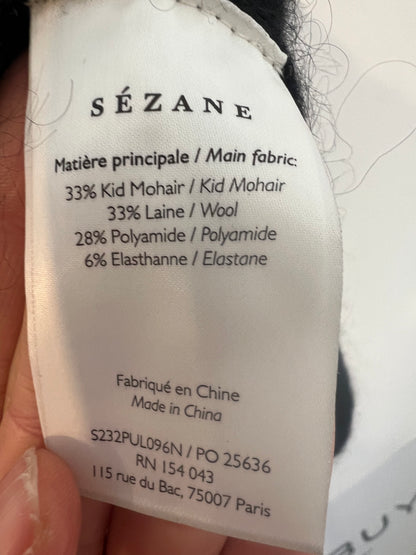 SÉZANE
Matière principale / Main fabric:
33% Kid Mohair / Kid Mohair
33% Laine / Wool
28% Polyamide / Polyamide
6% Elasthanne / Elastane
Fabriqué en Chine
Made in China
S232PUL096N / PO 25636
RN 154 043
115 rue du Bac, 75007 Paris